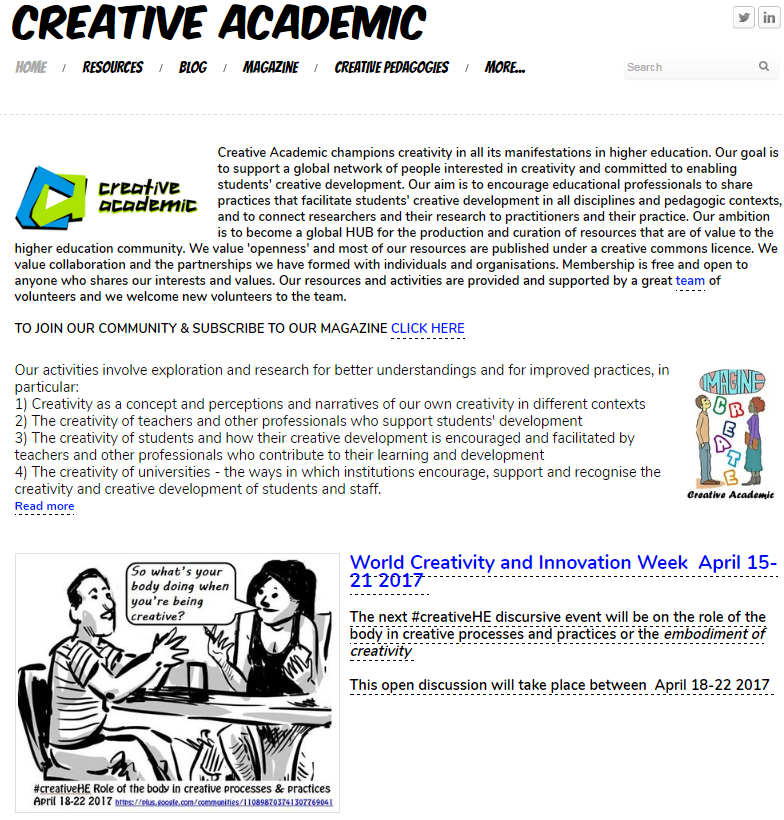 CREATIVE ACADEMIC
HOME / RESOURCES / BLOG / MAGAZINE / CREATIVE PEDAGOGIES / MORE...
Search
creative
academic
Creative Academic champions creativity in all its manifestations in higher education. Our goal is
to support a global network of people interested in creativity and committed to enabling
students' creative development. Our aim is to encourage educational professionals to share
practices that facilitate students' creative development in all disciplines and pedagogic contexts,
and to connect researchers and their research to practitioners and their practice. Our ambition
is to become a global HUB for the production and curation of resources that are of value to the
higher education community. We value 'openness' and most of our resources are published under a creative commons licence. We
value collaboration and the partnerships we have formed with individuals and organisations. Membership is free and open to
anyone who shares our interests and values. Our resources and activities are provided and supported by a great team of
volunteers and we welcome new volunteers to the team.
TO JOIN OUR COMMUNITY & SUBSCRIBE TO OUR MAGAZINE CLICK HERE
Our activities involve exploration and research for better understandings and for improved practices, in
particular:
1) Creativity as a concept and perceptions and narratives of our own creativity in different contexts
2) The creativity of teachers and other professionals who support students' development
3) The creativity of students and how their creative development is encouraged and facilitated by
teachers and other professionals who contribute to their learning and development
4) The creativity of universities - the ways in which institutions encourage, support and recognise the
creativity and creative development of students and staff.
Read more
IMAGINE
CREATE
Creative Academic
So what's your
body doing when
you're being
creative?
#creativeHE Role of the body in creative processes & practices
April 18-22 2017 https://plus.google.com/communities/110898703741307769041
World Creativity and Innovation Week April 15-
21 2017
The next #creativeHE discursive event will be on the role of the
body in creative processes and practices or the embodiment of
creativity
This open discussion will take place between April 18-22 2017